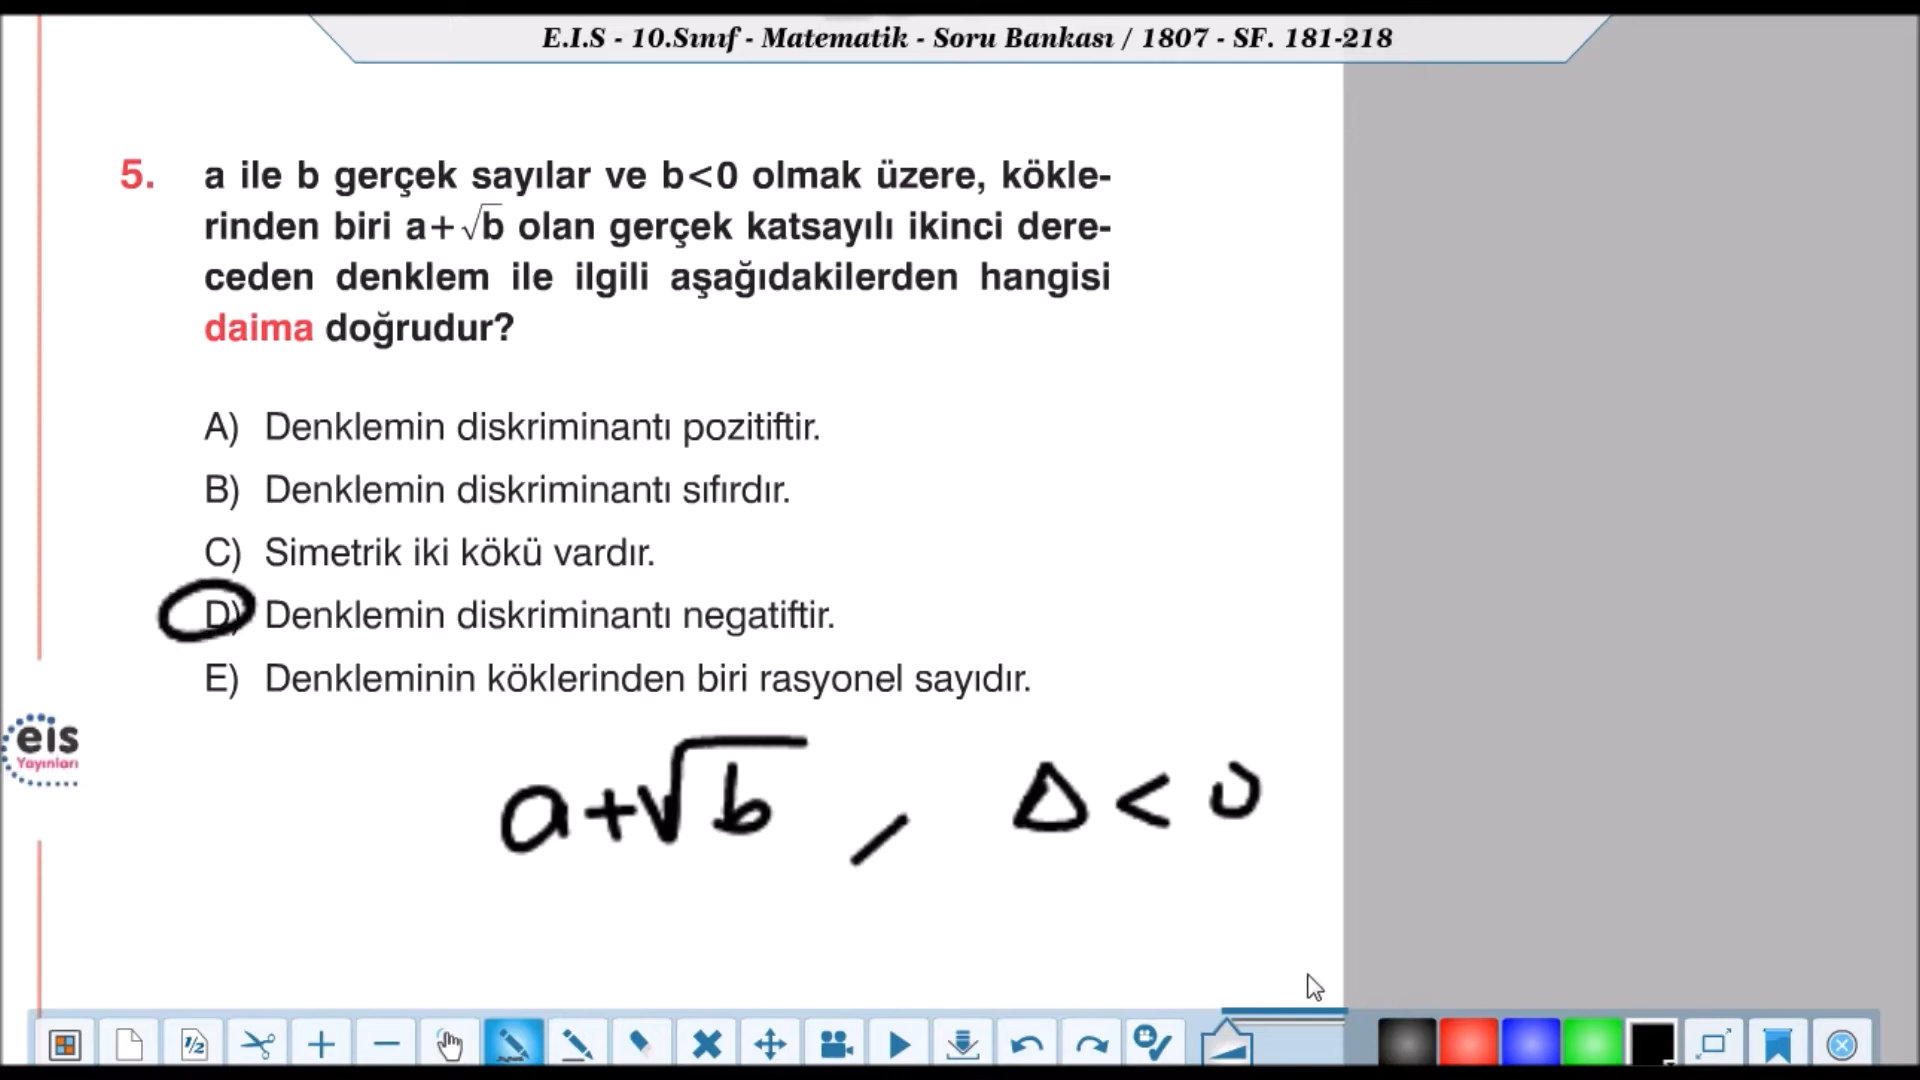 E.I.S - 10.Sınıf - Matematik - Soru Bankası / 1807 - SF. 181-218
5. a ile b gerçek sayılar ve b<0 olmak üzere, kökle-
rinden biri a+√b olan gerçek katsayılı ikinci dere-
ceden denklem ile ilgili aşağıdakilerden hangisi
daima doğrudur?
A) Denklemin diskriminantı pozitiftir.
B) Denklemin diskriminantı sıfırdır.
C) Simetrik iki kökü vardır.
D) Denklemin diskriminantı negatiftir.
E) Denkleminin köklerinden biri rasyonel sayıdır.
eis
Yayınları
a+√b , Δ < 0
1/2